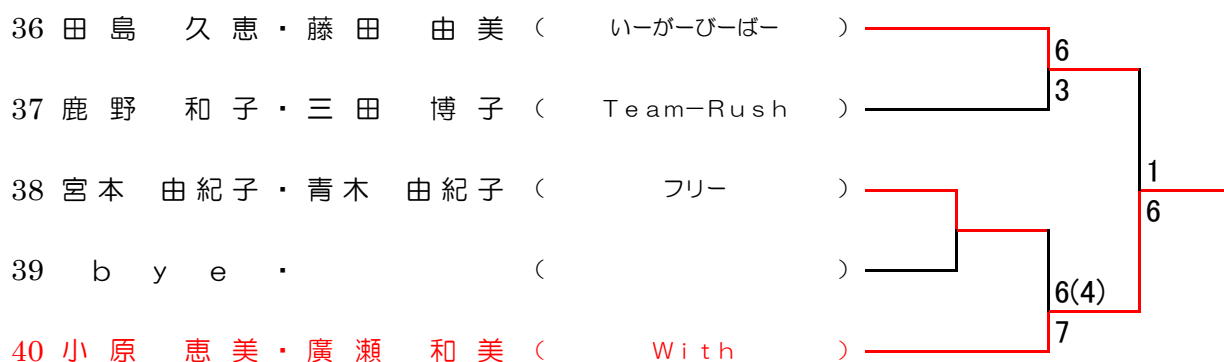 36 田島 久恵・藤田 由美 ( いーがーびーばー )
6
3
37 鹿野 和子・三田 博子 ( Team-Rush )
38 宮本 由紀子・青木 由紀子 ( フリー )
1
6
39 bye・ ( )
6(4)
7
40 小原 恵美・廣瀬 和美 ( With )